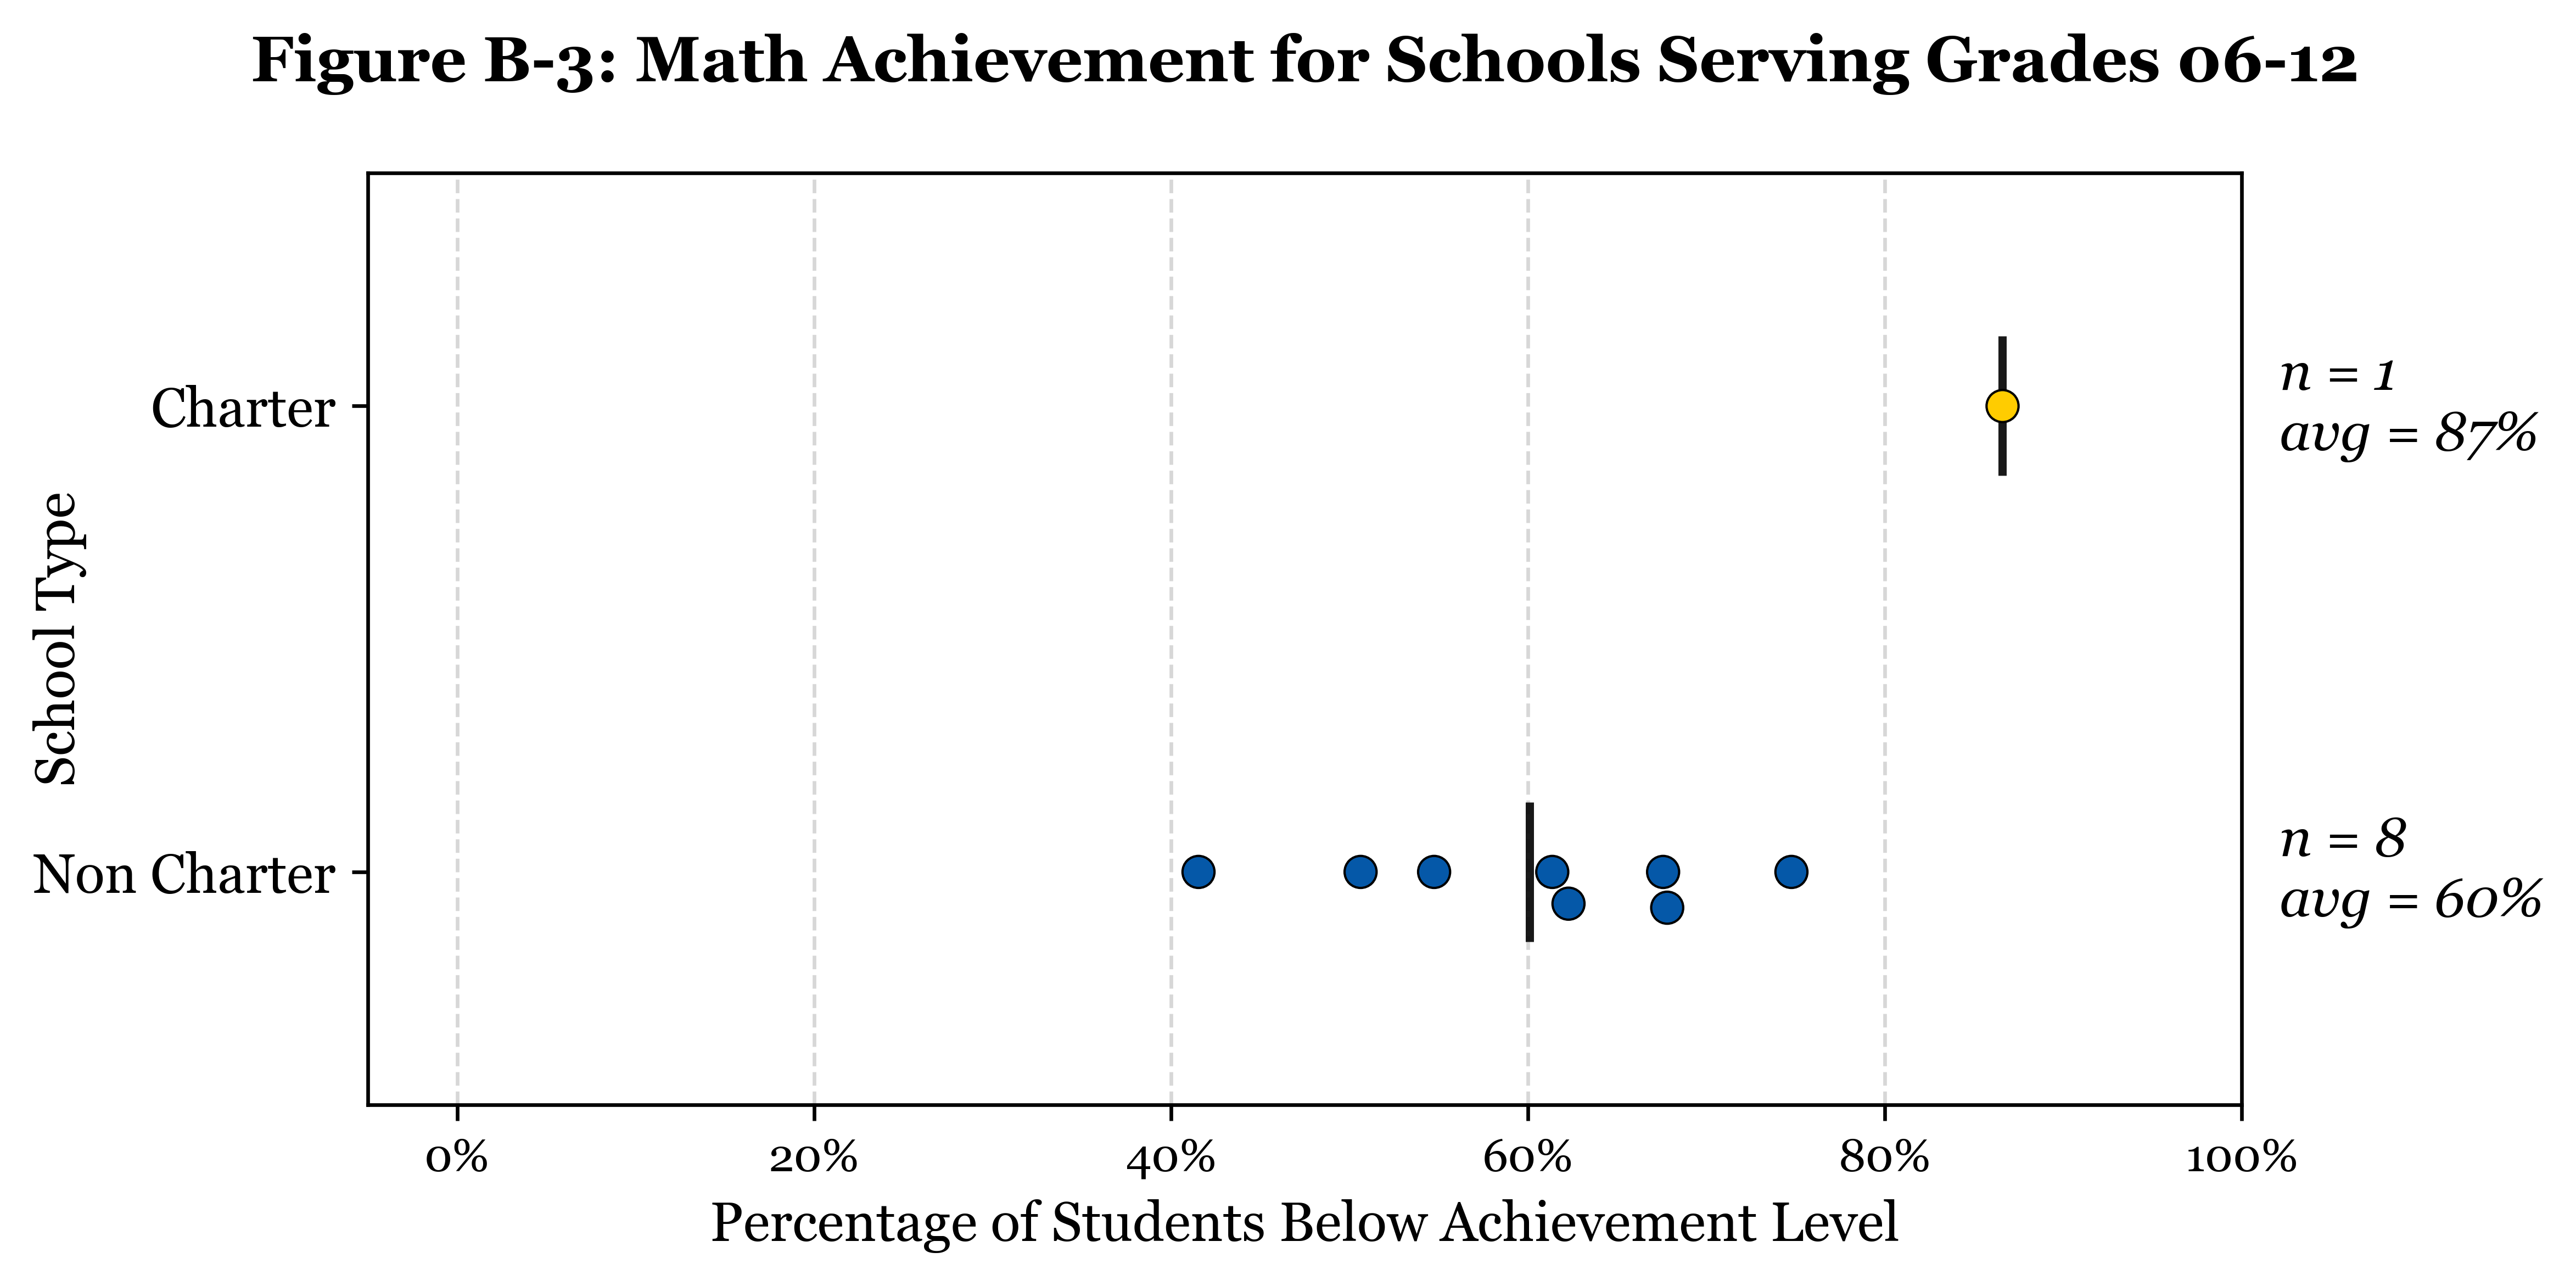 Figure B-3: Math Achievement for Schools Serving Grades 06-12
School Type
Charter
n = 1
avg = 87%
Non Charter
n = 8
avg = 60%
0%
20%
40%
60%
80%
100%
Percentage of Students Below Achievement Level